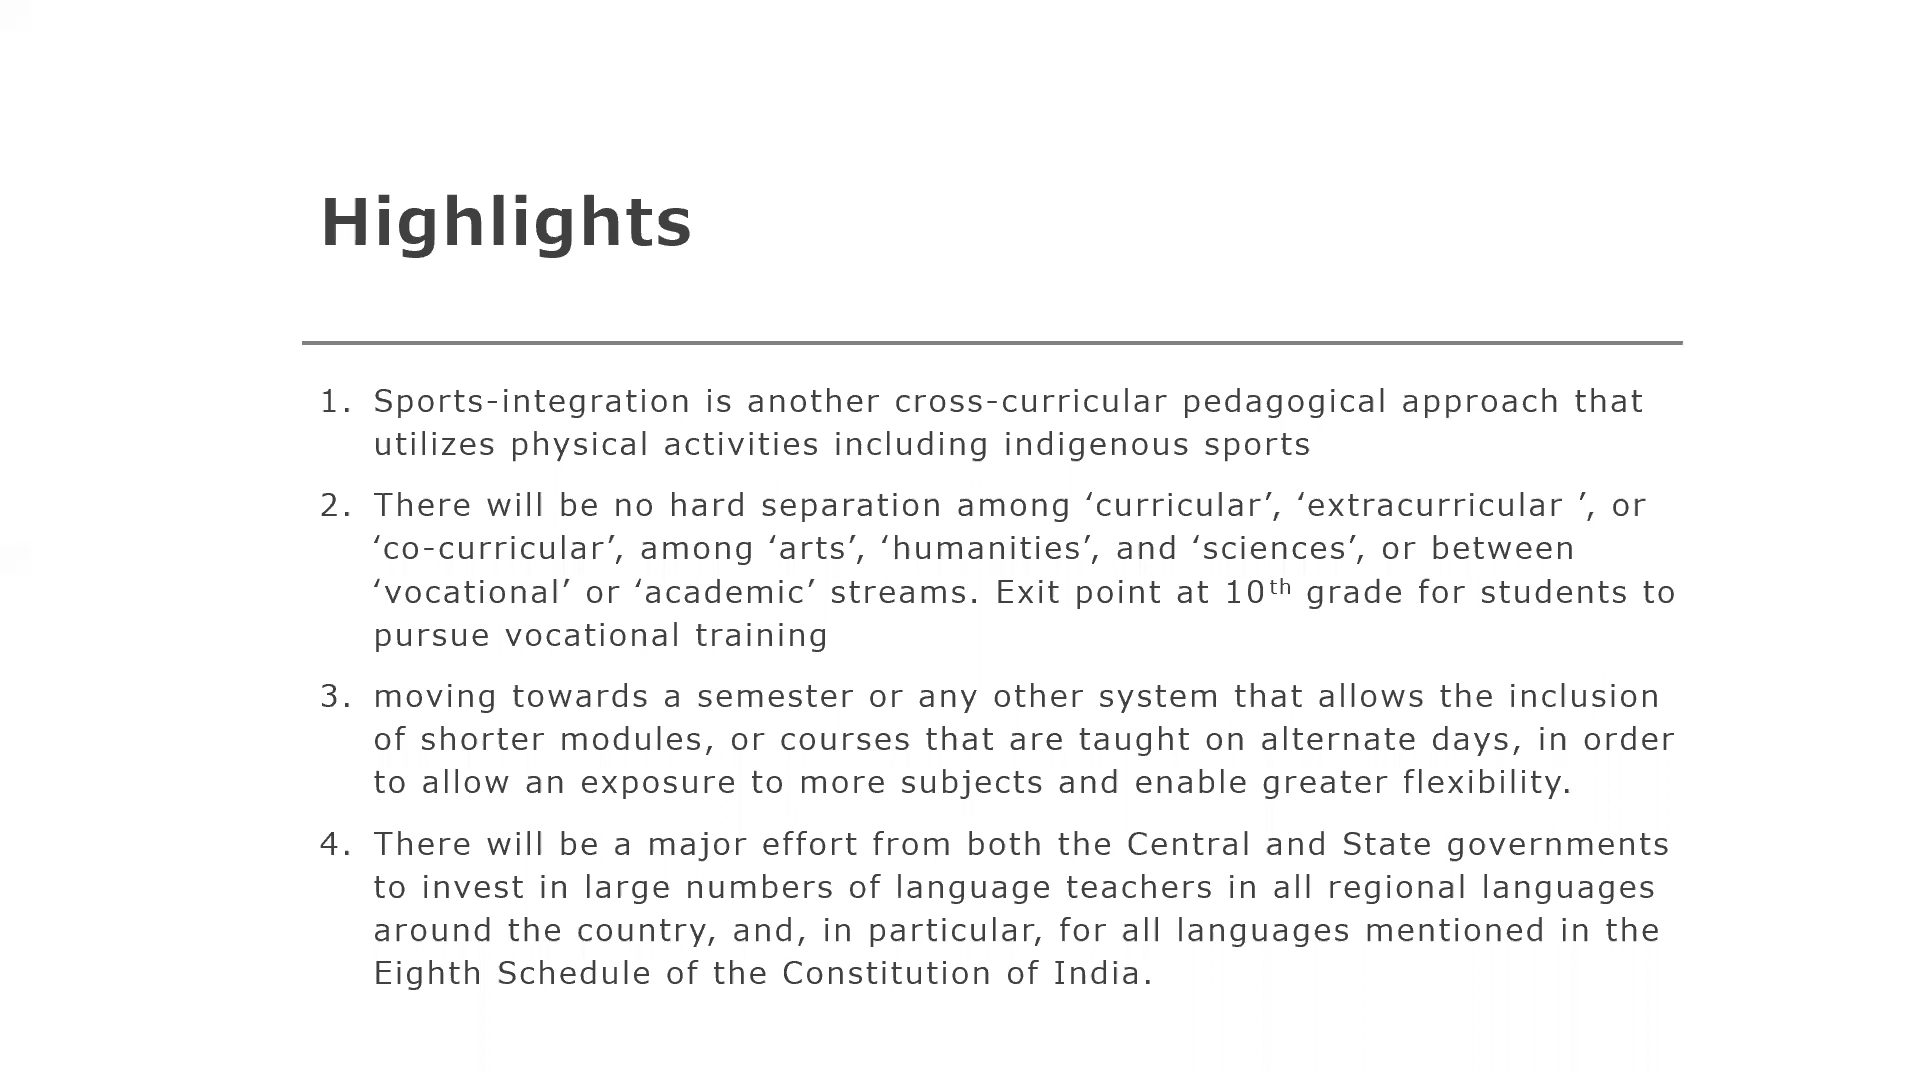 Highlights
1. Sports-integration is another cross-curricular pedagogical approach that
utilizes physical activities including indigenous sports
2. There will be no hard separation among ‘curricular’, ‘extracurricular ’, or
‘co-curricular’, among ‘arts’, ‘humanities’, and ‘sciences’, or between
‘vocational’ or ‘academic’ streams. Exit point at 10th grade for students to
pursue vocational training
3. moving towards a semester or any other system that allows the inclusion
of shorter modules, or courses that are taught on alternate days, in order
to allow an exposure to more subjects and enable greater flexibility.
4. There will be a major effort from both the Central and State governments
to invest in large numbers of language teachers in all regional languages
around the country, and, in particular, for all languages mentioned in the
Eighth Schedule of the Constitution of India.